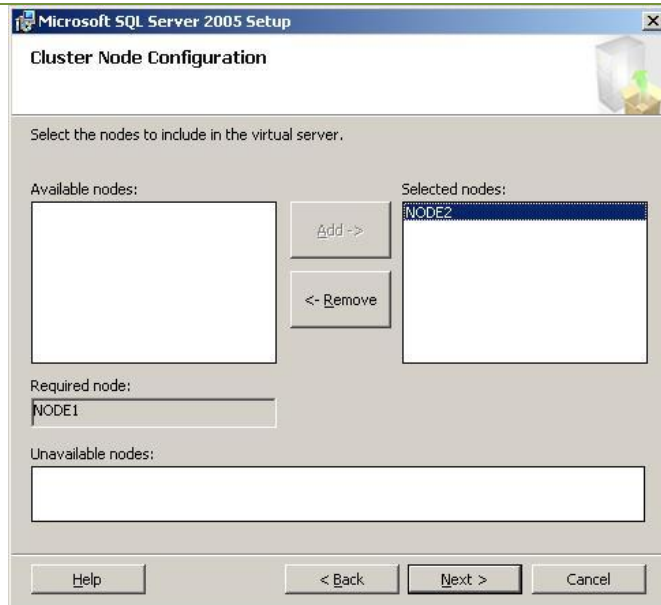 Microsoft SQL Server 2005 Setup
Cluster Node Configuration
Select the nodes to include in the virtual server.
Available nodes:
Selected nodes:
NODE2
Add ->
<- Remove
Required node:
NODE1
Unavailable nodes:
Help
< Back
Next >
Cancel